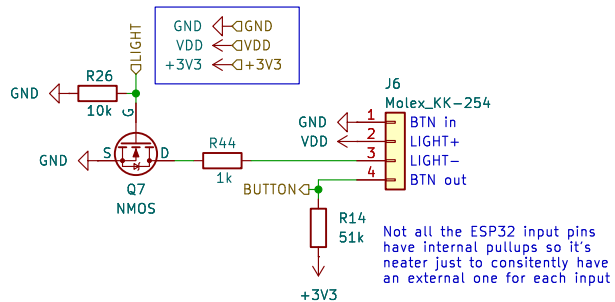 GND GND
VDD VDD
+3V3 +3V3
LIGHT
R26
GND
10k
G
GND
S
D
Q7
NMOS
R44
1k
J6
Molex_KK-254
GND 1 BTN in
VDD 2 LIGHT+
3 LIGHT-
4 BTN out
BUTTON
R14
51k
+3V3
Not all the ESP32 input pins
have internal pullups so it's
neater just to consitently have
an external one for each input